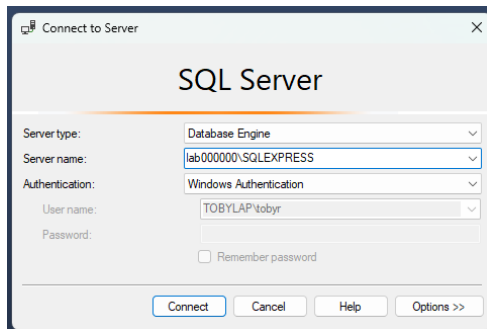 Connect to Server
SQL Server
Server type: Database Engine
Server name: lab000000\SQLEXPRESS
Authentication: Windows Authentication
User name: TOBYLAP\tobyr
Password:
Remember password
Connect Cancel Help Options >>